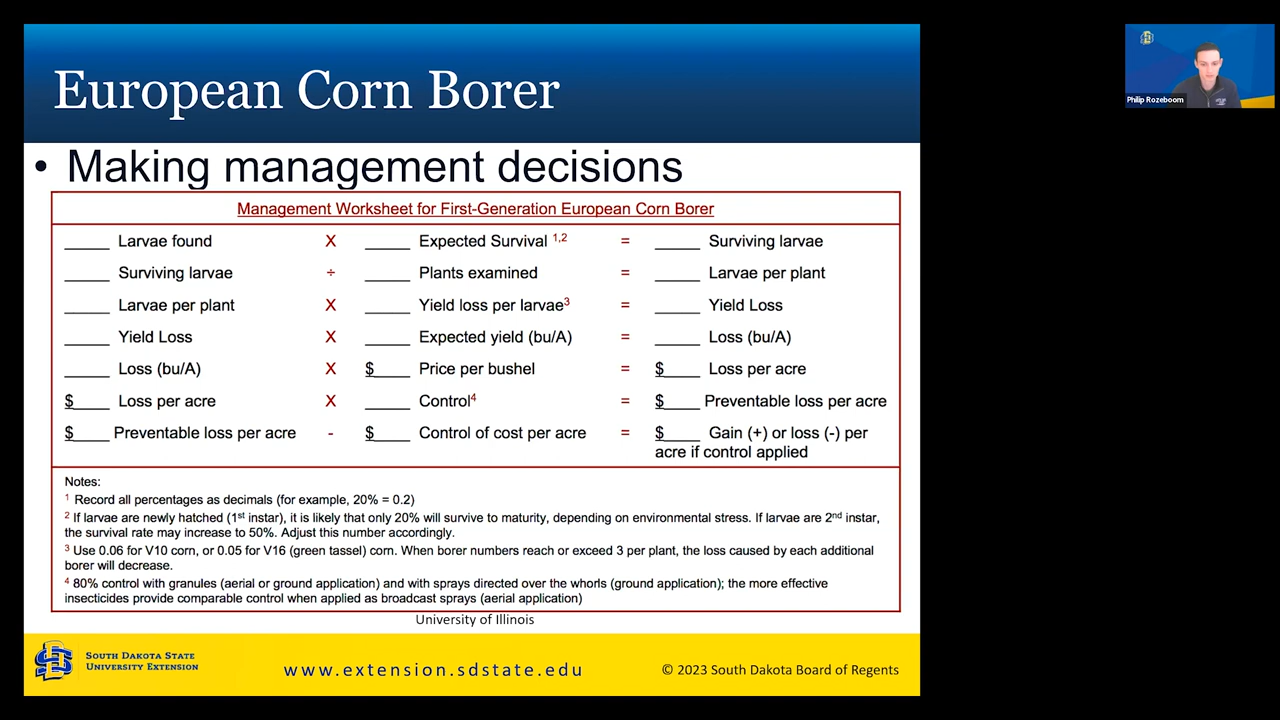 European Corn Borer
• Making management decisions
Management Worksheet for First-Generation European Corn Borer
_____ Larvae found X _____ Expected Survival 1,2 = _____ Surviving larvae
_____ Surviving larvae ÷ _____ Plants examined = _____ Larvae per plant
_____ Larvae per plant X _____ Yield loss per larvae3 = _____ Yield Loss
_____ Yield Loss X _____ Expected yield (bu/A) = _____ Loss (bu/A)
_____ Loss (bu/A) X $____ Price per bushel = $____ Loss per acre
$____ Loss per acre X _____ Control4 = $____ Preventable loss per acre
$____ Preventable loss per acre - $____ Control of cost per acre = $____ Gain (+) or loss (-) per
acre if control applied
Notes:
1 Record all percentages as decimals (for example, 20% = 0.2)
2 If larvae are newly hatched (1st instar), it is likely that only 20% will survive to maturity, depending on environmental stress. If larvae are 2nd instar,
the survival rate may increase to 50%. Adjust this number accordingly.
3 Use 0.06 for V10 corn, or 0.05 for V16 (green tassel) corn. When borer numbers reach or exceed 3 per plant, the loss caused by each additional
borer will decrease.
4 80% control with granules (aerial or ground application) and with sprays directed over the whorls (ground application); the more effective
insecticides provide comparable control when applied as broadcast sprays (aerial application)
University of Illinois
SOUTH DAKOTA STATE
UNIVERSITY EXTENSION
www.extension.sdstate.edu
© 2023 South Dakota Board of Regents
Philip Rozeboom